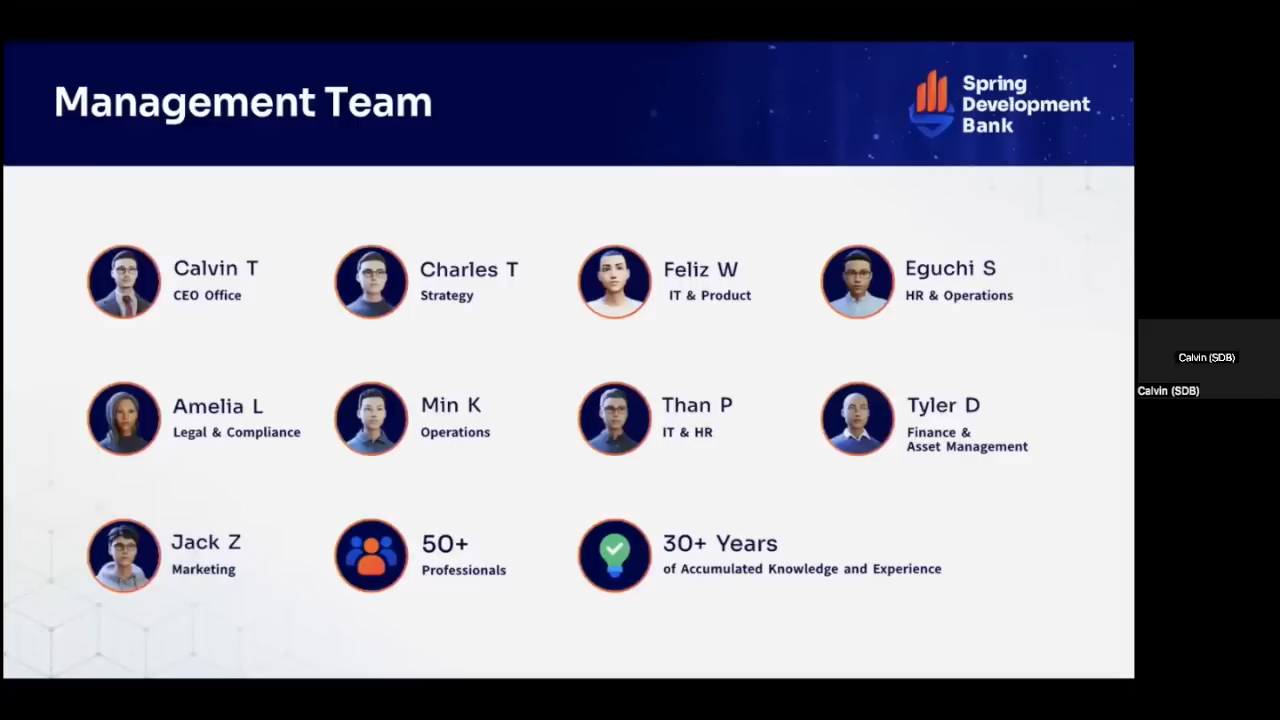 Management Team
Spring
Development
Bank
Calvin T
CEO Office
Charles T
Strategy
Feliz W
IT & Product
Eguchi S
HR & Operations
Amelia L
Legal & Compliance
Min K
Operations
Than P
IT & HR
Tyler D
Finance &
Asset Management
Jack Z
Marketing
50+
Professionals
30+ Years
of Accumulated Knowledge and Experience
Calvin (SDB)
Calvin (SDB)